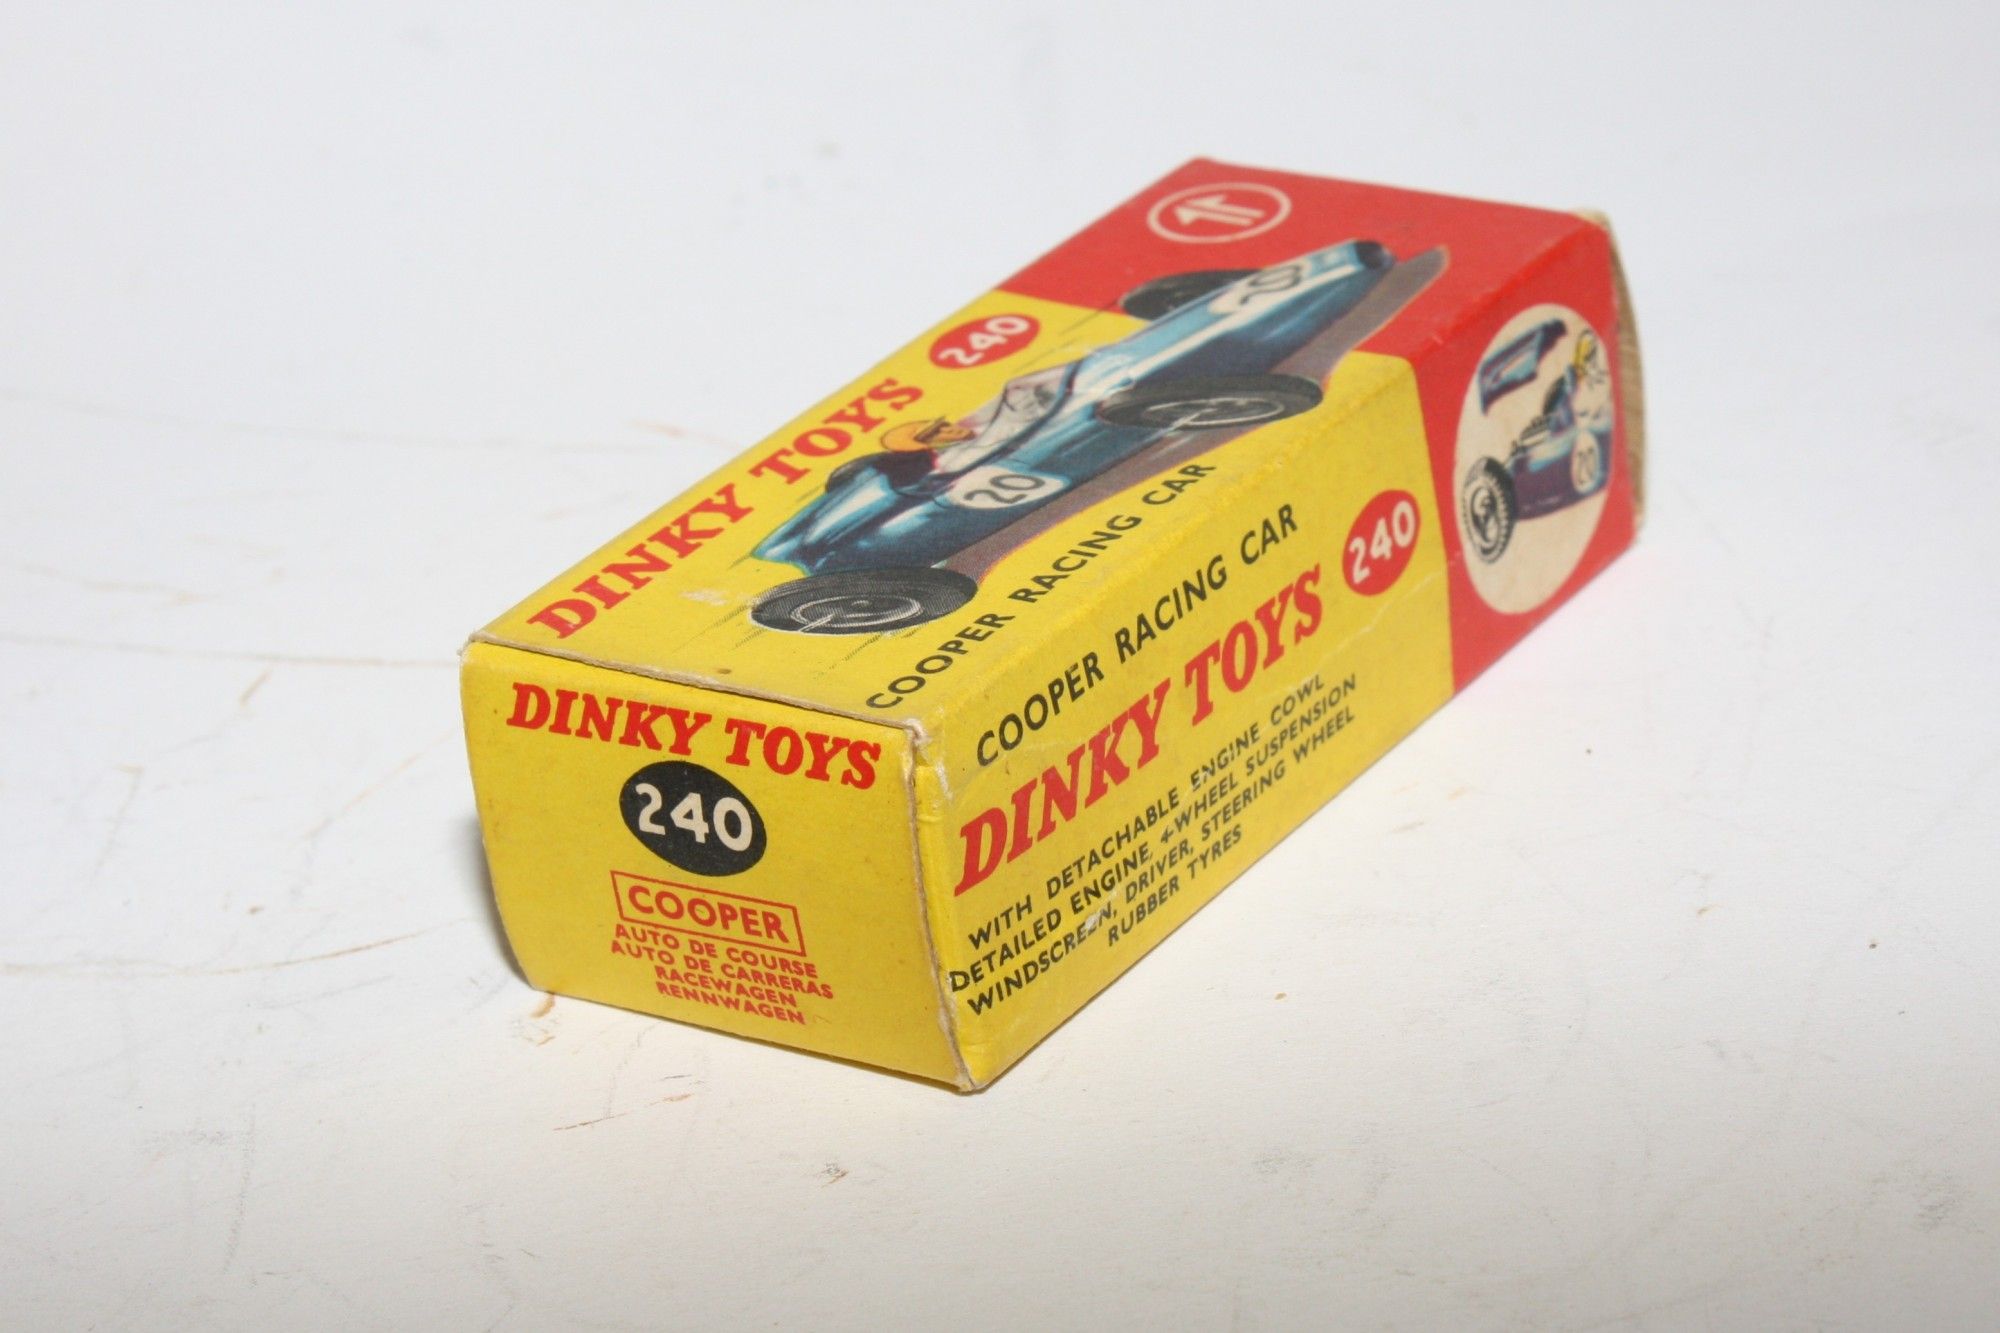 DINKY TOYS 240
20
20
COOPER RACING CAR
COOPER RACING CAR
DINKY TOYS 240
WITH DETACHABLE ENGINE COWL
DETAILED ENGINE, 4-WHEEL SUSPENSION
WINDSCREEN, DRIVER, STEERING WHEEL
RUBBER TYRES
20
DINKY TOYS
240
COOPER
AUTO DE COURSE
AUTO DE CARRERAS
RACEWAGEN
RENNWAGEN